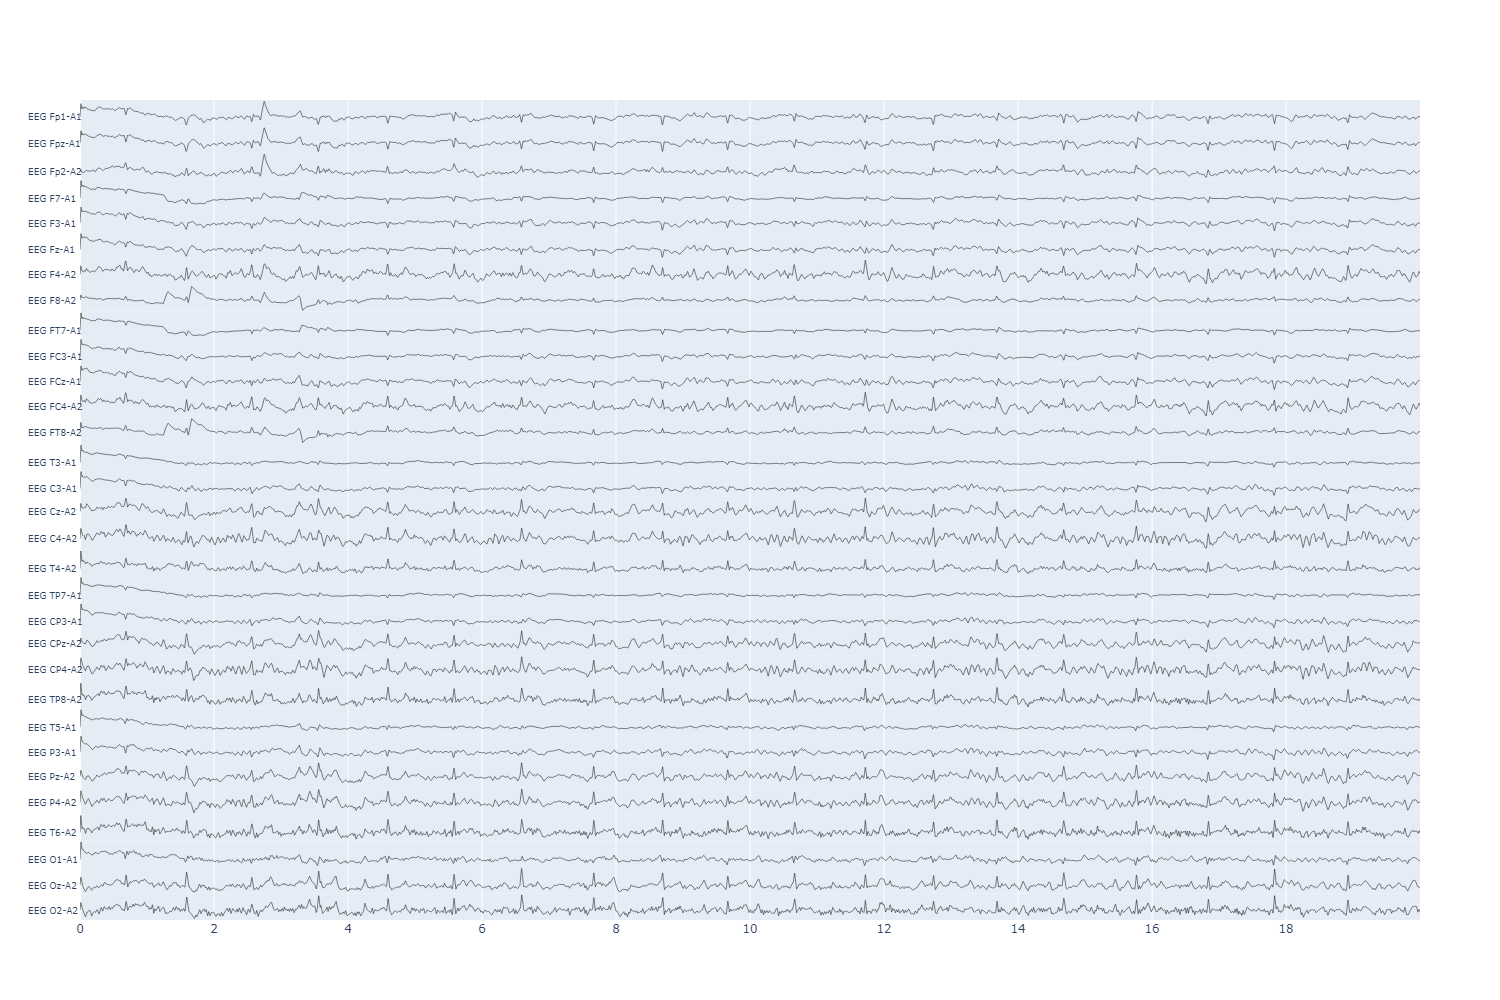 EEG Fp1-A1
EEG Fpz-A1
EEG Fp2-A2
EEG F7-A1
EEG F3-A1
EEG Fz-A1
EEG F4-A2
EEG F8-A2
EEG FT7-A1
EEG FC3-A1
EEG FCz-A1
EEG FC4-A2
EEG FT8-A2
EEG T3-A1
EEG C3-A1
EEG Cz-A2
EEG C4-A2
EEG T4-A2
EEG TP7-A1
EEG CP3-A1
EEG CPz-A2
EEG CP4-A2
EEG TP8-A2
EEG T5-A1
EEG P3-A1
EEG Pz-A2
EEG P4-A2
EEG T6-A2
EEG O1-A1
EEG Oz-A2
EEG O2-A2
0 2 4 6 8 10 12 14 16 18